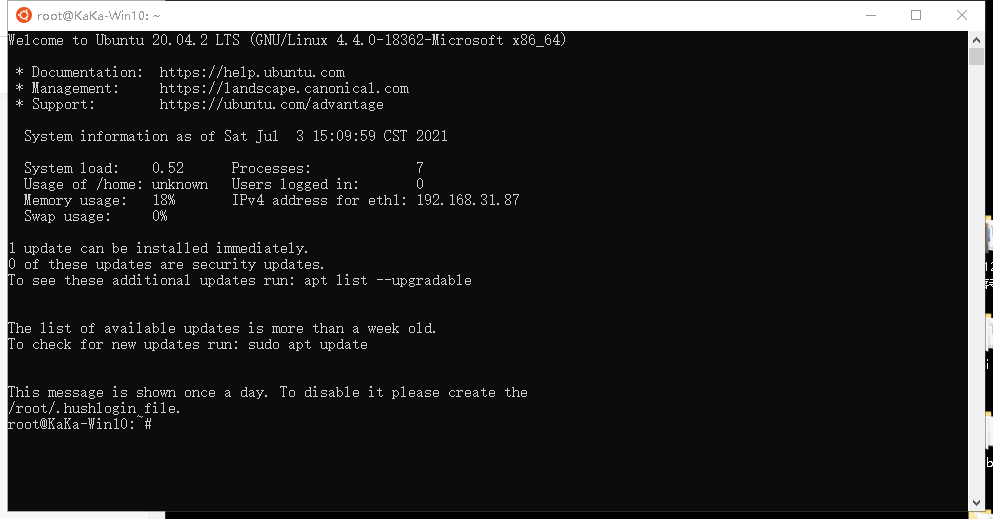 root@KaKa-Win10: ~
Welcome to Ubuntu 20.04.2 LTS (GNU/Linux 4.4.0-18362-Microsoft x86_64)
* Documentation:  https://help.ubuntu.com
* Management:     https://landscape.canonical.com
* Support:        https://ubuntu.com/advantage
System information as of Sat Jul  3 15:09:59 CST 2021
System load:    0.52      Processes:             7
Usage of /home: unknown   Users logged in:       0
Memory usage:   18%       IPv4 address for eth1: 192.168.31.87
Swap usage:     0%
1 update can be installed immediately.
0 of these updates are security updates.
To see these additional updates run: apt list --upgradable
The list of available updates is more than a week old.
To check for new updates run: sudo apt update
This message is shown once a day. To disable it please create the
/root/.hushlogin file.
root@KaKa-Win10:~#